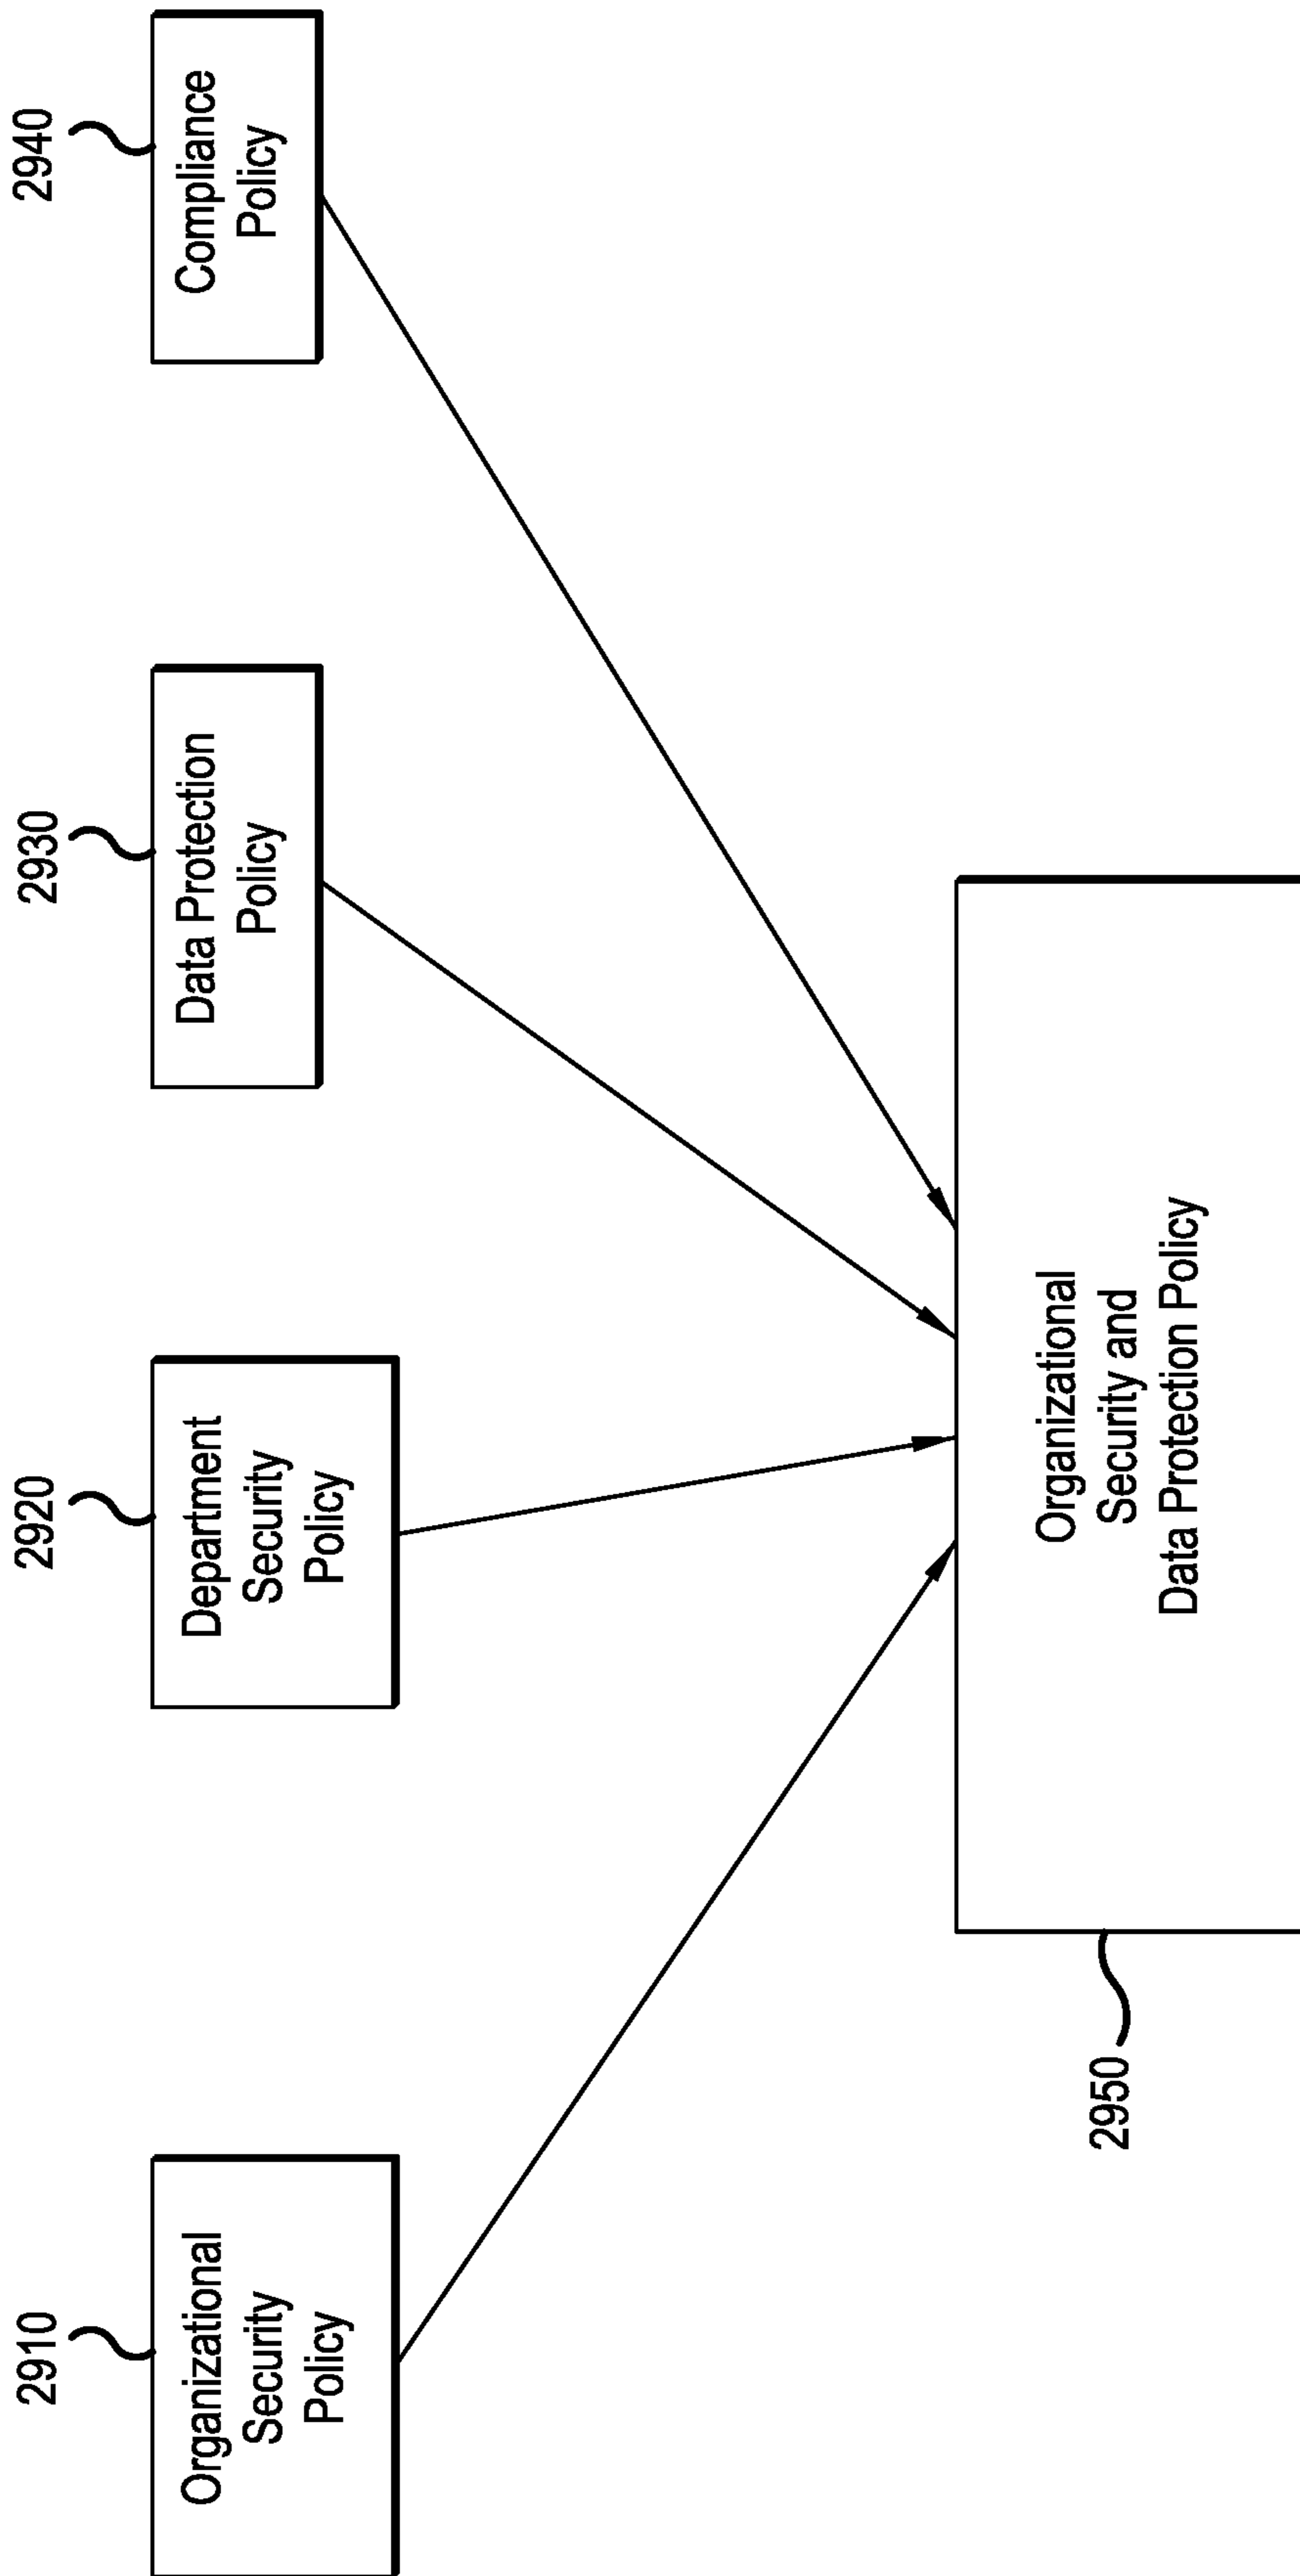 2910
2920
2930
2940
Organizational
Security
Policy
Department
Security
Policy
Data Protection
Policy
Compliance
Policy
Organizational
Security and
Data Protection Policy
2950